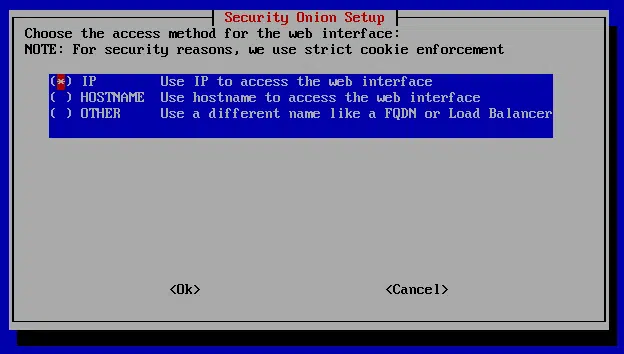 Security Onion Setup
Choose the access method for the web interface:
NOTE: For security reasons, we use strict cookie enforcement
(*) IP Use IP to access the web interface
( ) HOSTNAME Use hostname to access the web interface
( ) OTHER Use a different name like a FQDN or Load Balancer
<Ok> <Cancel>